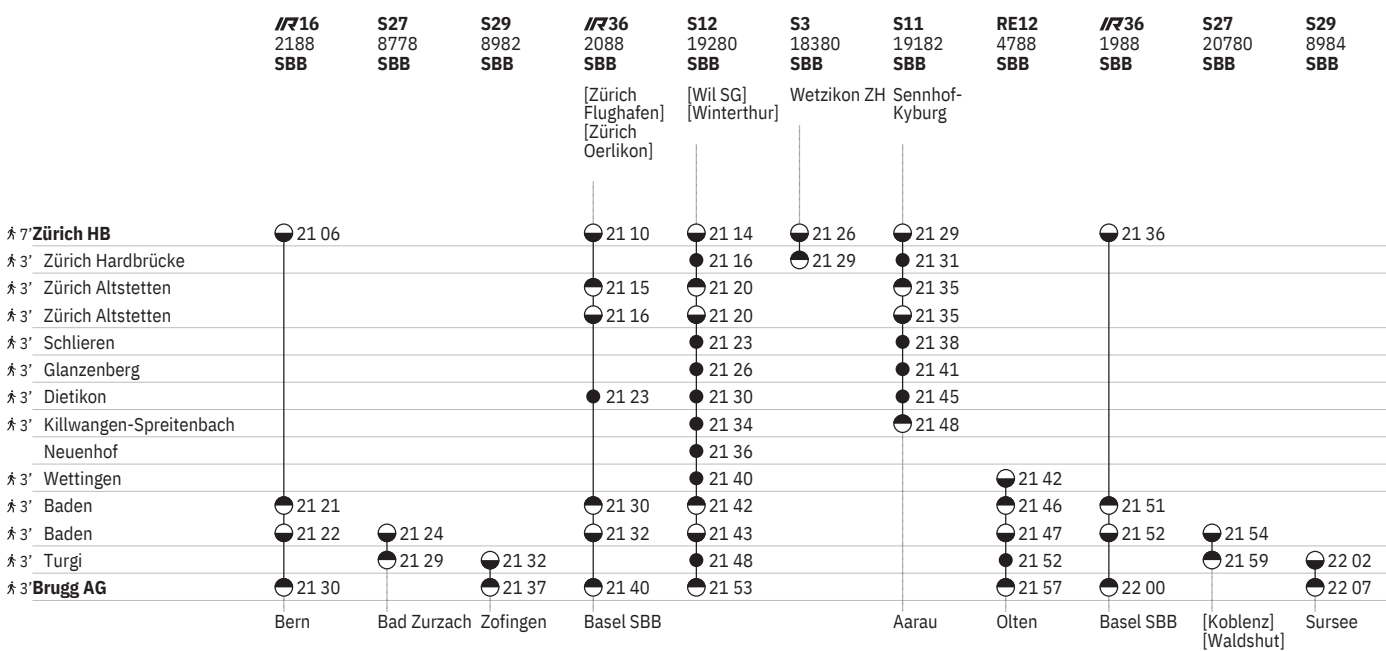 IR16 S27 S29 IR36 S12 S3 S11 RE12 IR36 S27 S29
2188 8778 8982 2088 19280 18380 19182 4788 1988 20780 8984
SBB SBB SBB SBB SBB SBB SBB SBB SBB SBB SBB
[Zürich [Wil SG] Wetzikon ZH Sennhof-
Flughafen] [Winterthur] Kyburg
[Zürich
Oerlikon]
7’ Zürich HB 21 06 21 10 21 14 21 26 21 29 21 36
3’ Zürich Hardbrücke 21 16 21 29 21 31
3’ Zürich Altstetten 21 15 21 20 21 35
3’ Zürich Altstetten 21 16 21 20 21 35
3’ Schlieren 21 23 21 38
3’ Glanzenberg 21 26 21 41
3’ Dietikon 21 23 21 30 21 45
3’ Killwangen-Spreitenbach 21 34 21 48
Neuenhof 21 36
3’ Wettingen 21 40 21 42
3’ Baden 21 21 21 30 21 42 21 46 21 51
3’ Baden 21 22 21 24 21 32 21 43 21 47 21 52 21 54
3’ Turgi 21 29 21 32 21 48 21 52 21 59 22 02
3’ Brugg AG 21 30 21 37 21 40 21 53 21 57 22 00 22 07
Bern Bad Zurzach Zofingen Basel SBB Aarau Olten Basel SBB [Koblenz] Sursee
[Waldshut]